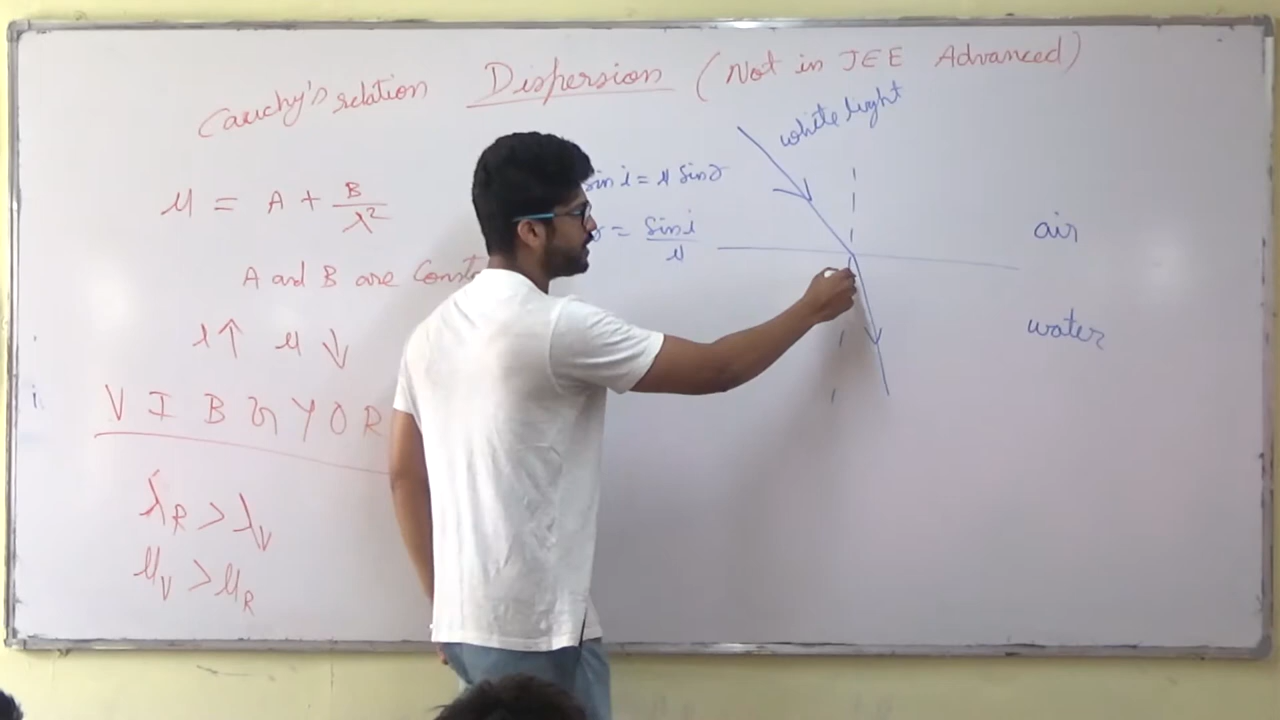 Cauchy's relation Dispersion (Not in JEE Advanced)
white light
μ = A + B/λ²
sin i = μ sin r
= sin i/μ
A and B are Const
λ↑ μ↓
V I B G Y O R
λR > λV
μV > μR
air
water
i